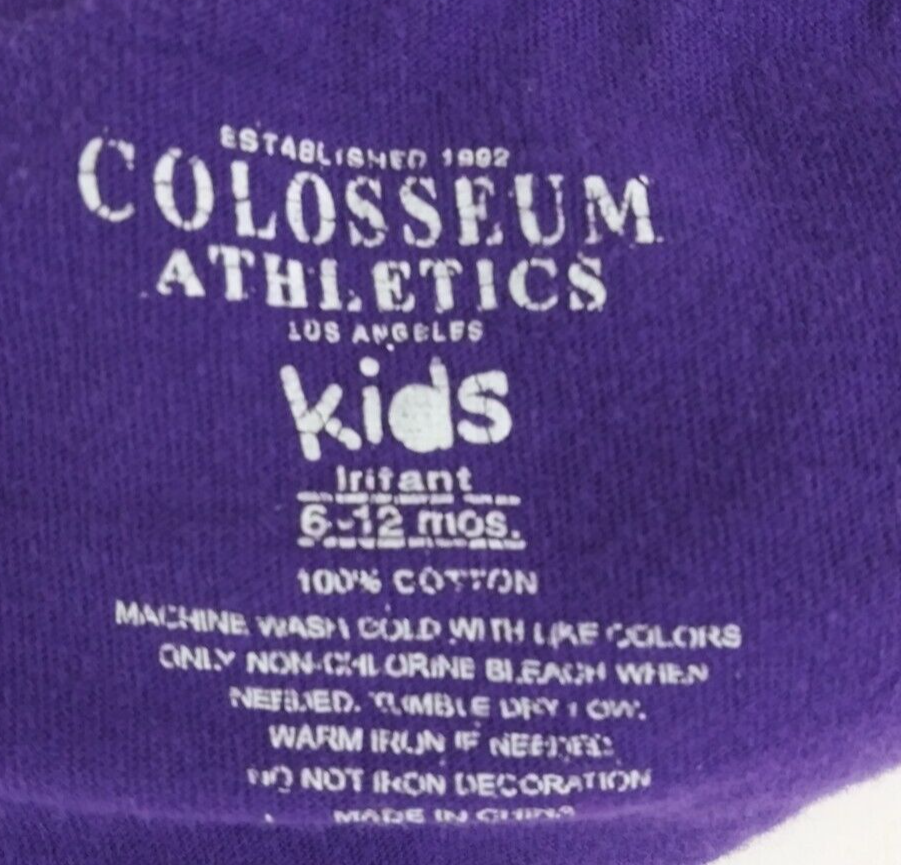 ESTABLISHED 1992
COLOSSEUM
ATHLETICS
LOS ANGELES
kids
Infant
6-12 mos.
100% COTTON
MACHINE WASH COLD WITH LIKE COLORS
ONLY NON-CHLORINE BLEACH WHEN
NEEDED. TUMBLE DRY LOW.
WARM IRON IF NEEDED.
DO NOT IRON DECORATION
MADE IN CHINA